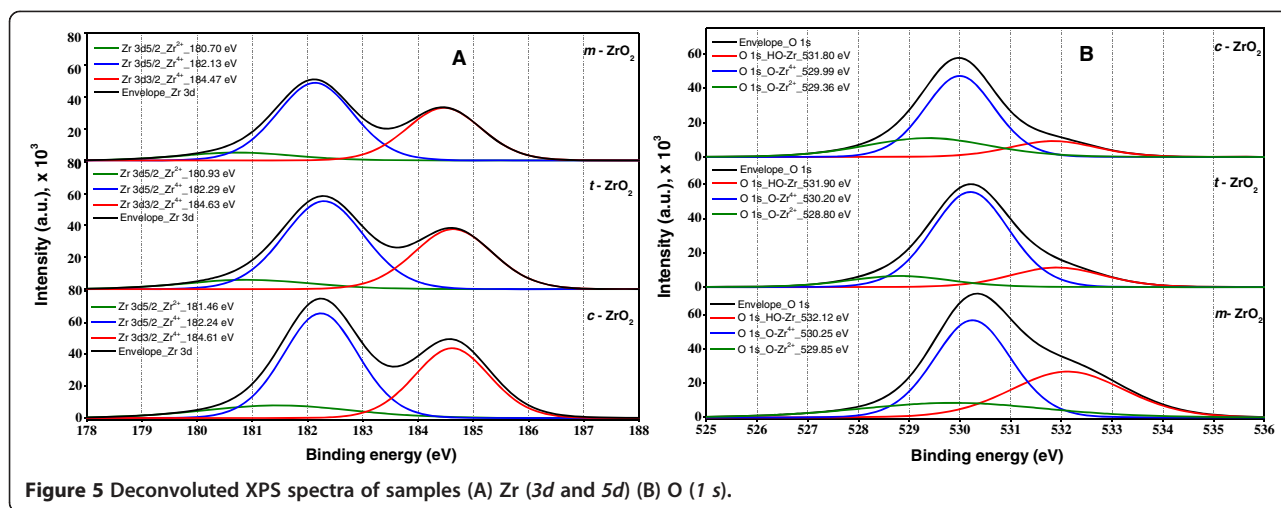 A
m - ZrO₂
Zr 3d5/2_Zr²⁺_180.70 eV
Zr 3d5/2_Zr⁴⁺_182.13 eV
Zr 3d3/2_Zr⁴⁺_184.47 eV
Envelope_Zr 3d
80
60
40
20
80
t - ZrO₂
Zr 3d5/2_Zr²⁺_180.93 eV
Zr 3d5/2_Zr⁴⁺_182.29 eV
Zr 3d3/2_Zr⁴⁺_184.63 eV
Envelope_Zr 3d
60
40
20
80
c - ZrO₂
Zr 3d5/2_Zr²⁺_181.46 eV
Zr 3d5/2_Zr⁴⁺_182.24 eV
Zr 3d3/2_Zr⁴⁺_184.61 eV
Envelope_Zr 3d
60
40
20
0
178 179 180 181 182 183 184 185 186 187 188
Intensity (a.u.), x 10³
Binding energy (eV)
B
c - ZrO₂
Envelope_O 1s
O 1s_HO-Zr_531.80 eV
O 1s_O-Zr⁴⁺_529.99 eV
O 1s_O-Zr²⁺_529.36 eV
80
60
40
20
0
t - ZrO₂
Envelope_O 1s
O 1s_HO-Zr_531.90 eV
O 1s_O-Zr⁴⁺_530.20 eV
O 1s_O-Zr²⁺_528.80 eV
60
40
20
0
m- ZrO₂
Envelope_O 1s
O 1s_HO-Zr_532.12 eV
O 1s_O-Zr⁴⁺_530.25 eV
O 1s_O-Zr²⁺_529.85 eV
60
40
20
0
525 526 527 528 529 530 531 532 533 534 535 536
Intensity (a.u.), x 10³
Binding energy (eV)
Figure 5 Deconvoluted XPS spectra of samples (A) Zr (3d and 5d) (B) O (1 s).